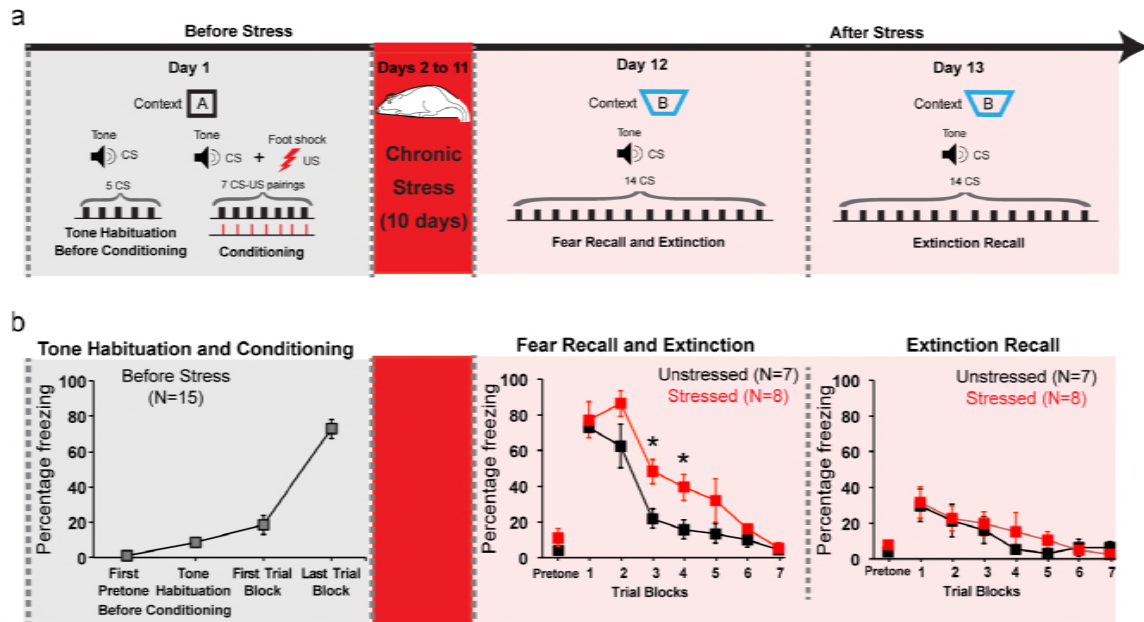 a
Before Stress
After Stress
Day 1
Days 2 to 11
Day 12
Day 13
Context A
Context B
Context B
Tone
CS
Tone
CS
+
Foot shock
US
Chronic
Stress
(10 days)
Tone
CS
Tone
CS
5 CS
7 CS-US pairings
14 CS
14 CS
Tone Habituation
Before Conditioning
Conditioning
Fear Recall and Extinction
Extinction Recall
b
Tone Habituation and Conditioning
Before Stress
(N=15)
Percentage freezing
100
80
60
40
20
0
First
Pretone
Tone
Habituation
Before Conditioning
First Trial
Block
Last Trial
Block
Fear Recall and Extinction
Unstressed (N=7)
Stressed (N=8)
Percentage freezing
100
80
60
40
20
0
* *
Pretone 1 2 3 4 5 6 7
Trial Blocks
Extinction Recall
Unstressed (N=7)
Stressed (N=8)
Percentage freezing
100
80
60
40
20
0
Pretone 1 2 3 4 5 6 7
Trial Blocks